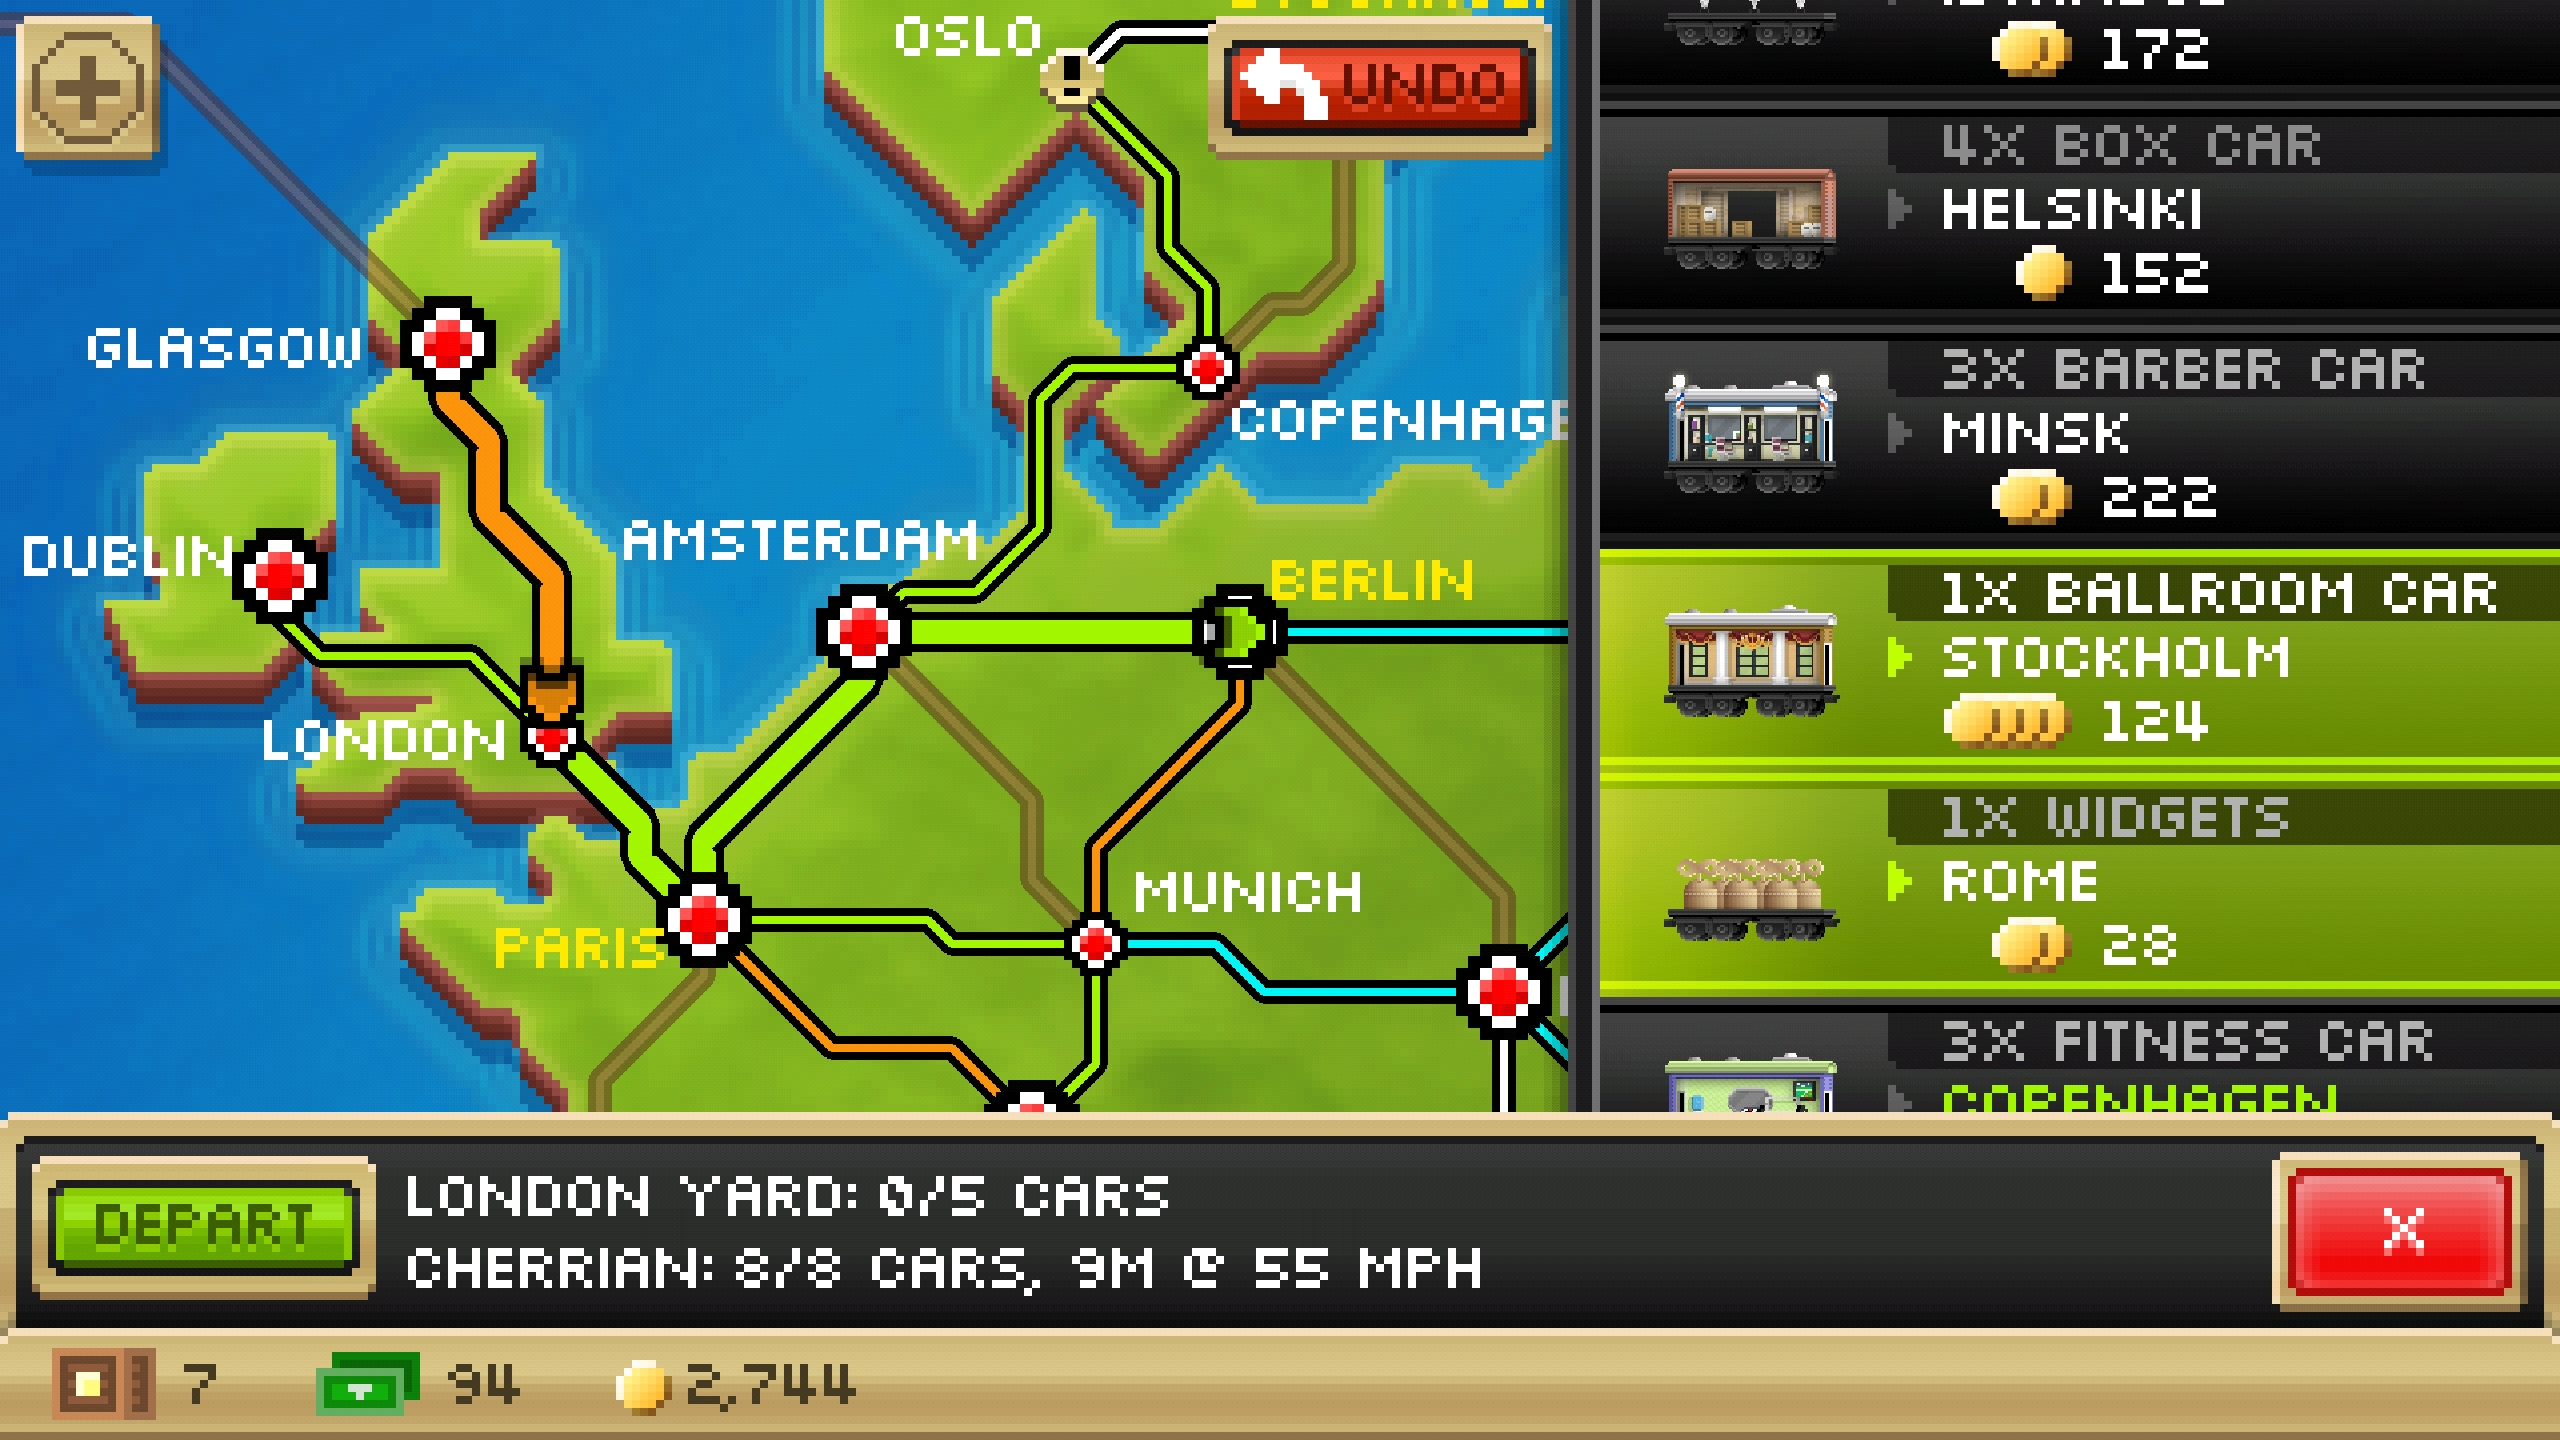 OSLO
UNDO
GLASGOW
COPENHAGE
DUBLIN
AMSTERDAM
BERLIN
LONDON
MUNICH
PARIS
172
4X BOX CAR
HELSINKI
152
3X BARBER CAR
MINSK
222
1X BALLROOM CAR
STOCKHOLM
124
1X WIDGETS
ROME
28
3X FITNESS CAR
COPENHAGEN
DEPART
LONDON YARD: 0/5 CARS
CHERRIAN: 8/8 CARS, 9M @ 55 MPH
X
7
94
2,744